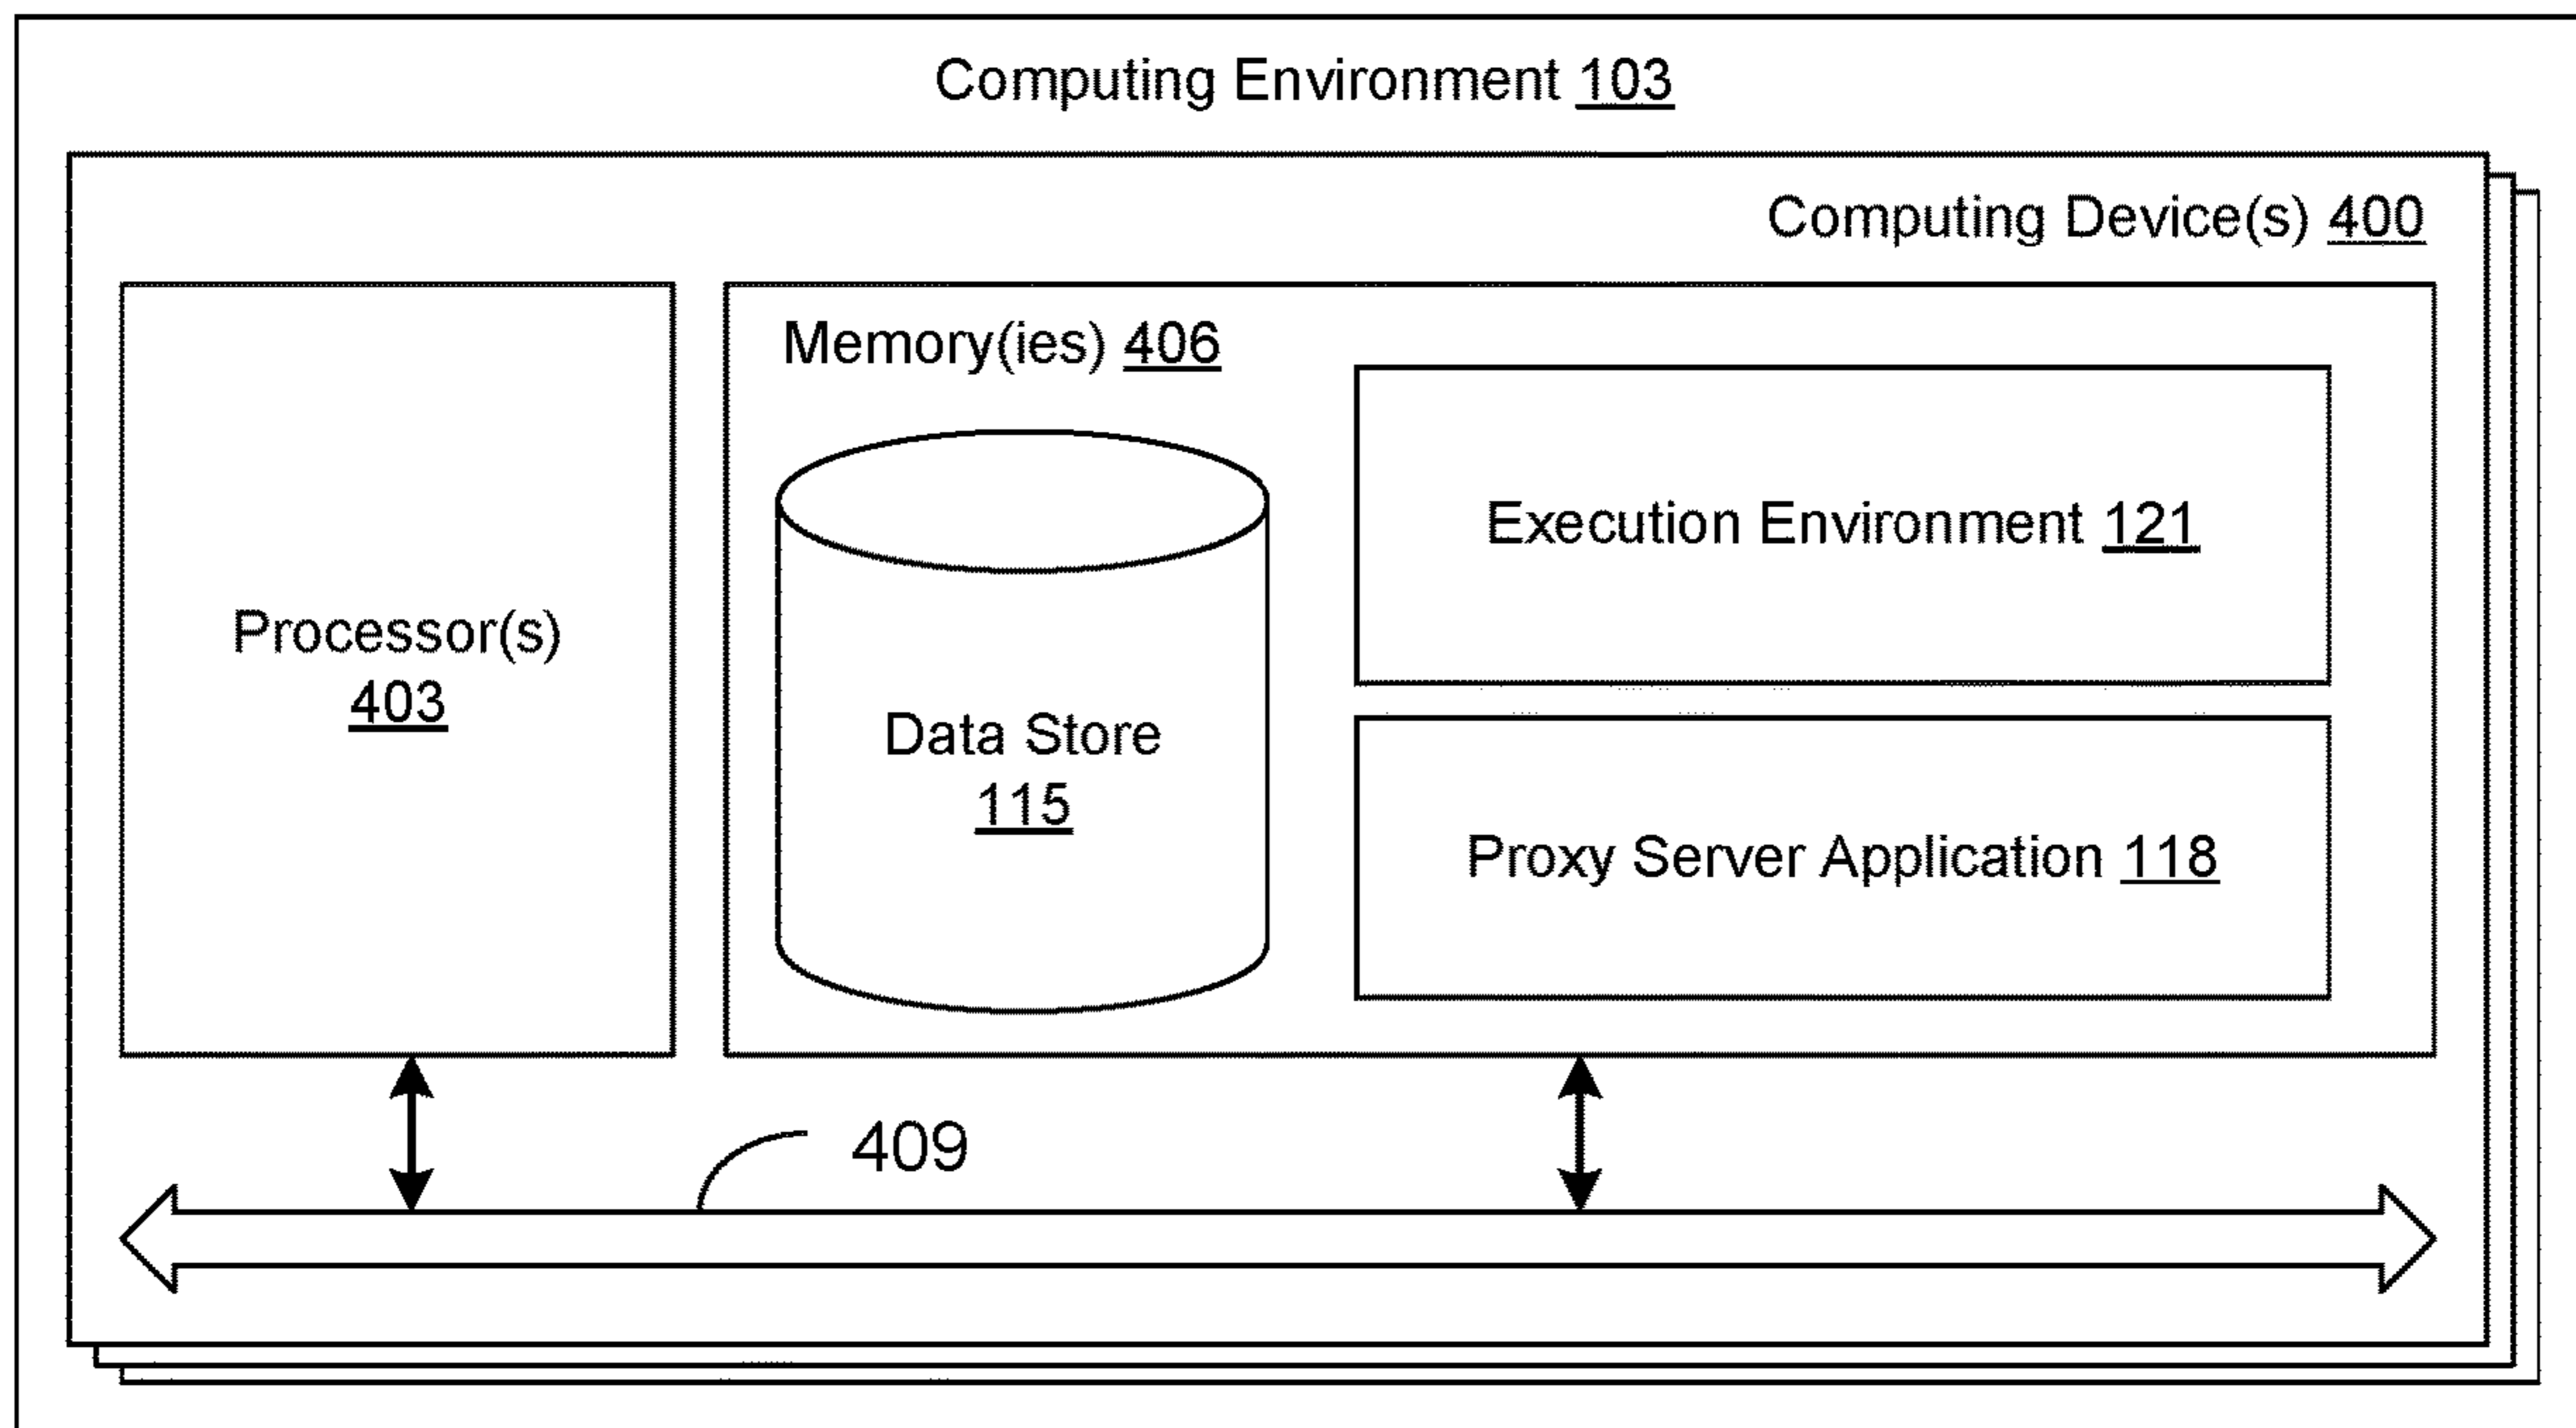 Computing Environment 103
Computing Device(s) 400
Memory(ies) 406
Execution Environment 121
Processor(s)
403
Data Store
115
Proxy Server Application 118
409